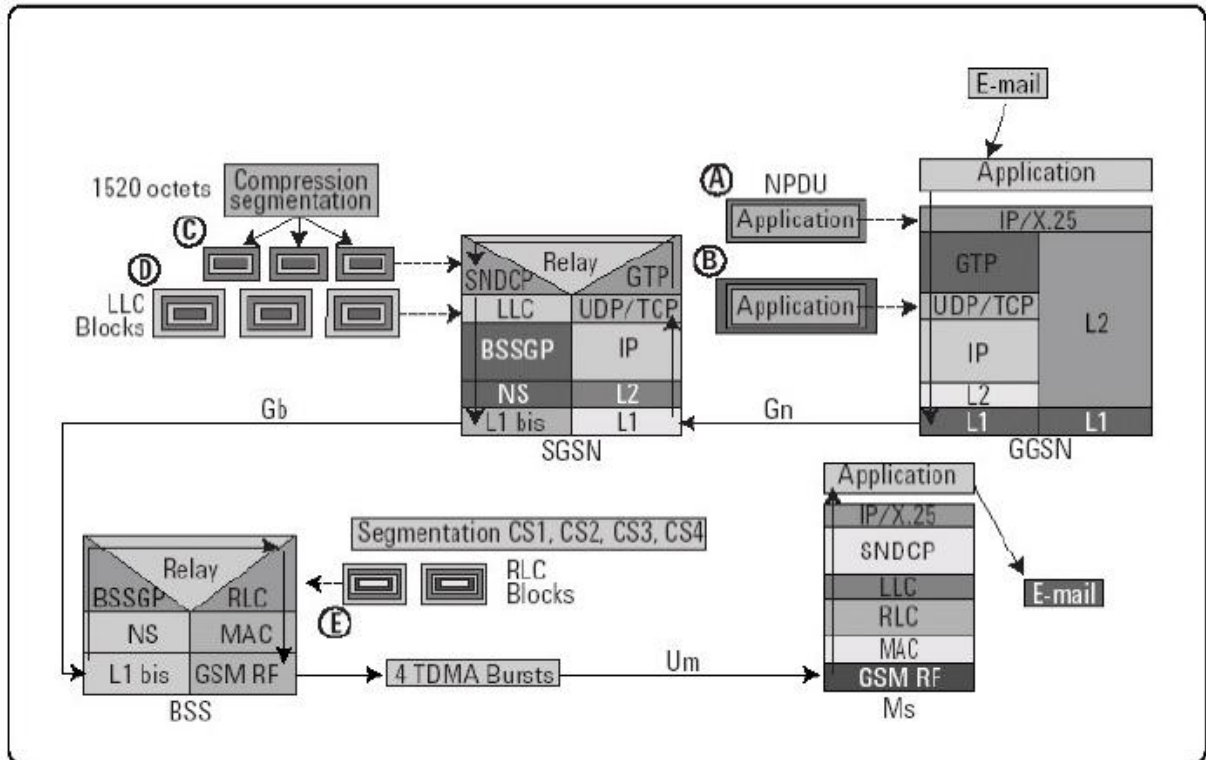 E-mail
Application
1520 octets
Compression
segmentation
A
NPDU
Application
IP/X.25
C
GTP
B
D
Relay
SNDCP
GTP
LLC
Blocks
LLC
UDP/TCP
Application
UDP/TCP
L2
BSSGP
IP
IP
NS
L2
L2
Gb
L1 bis
L1
Gn
L1
L1
SGSN
GGSN
Application
Segmentation CS1, CS2, CS3, CS4
IP/X.25
Relay
SNDCP
BSSGP
RLC
RLC
Blocks
LLC
E-mail
E
RLC
NS
MAC
MAC
L1 bis
GSM RF
4 TDMA Bursts
Um
GSM RF
BSS
Ms